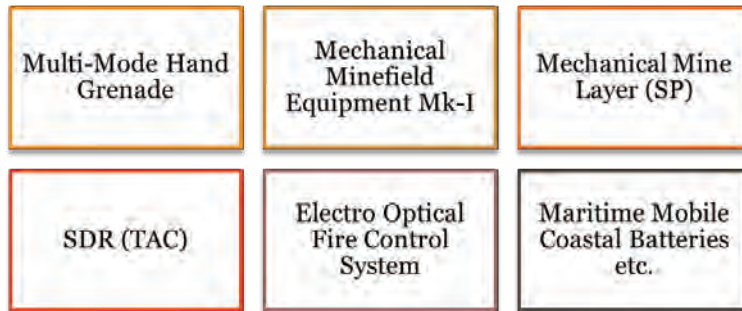 Multi-Mode Hand
Grenade
Mechanical
Minefield
Equipment Mk-I
Mechanical Mine
Layer (SP)
SDR (TAC)
Electro Optical
Fire Control
System
Maritime Mobile
Coastal Batteries
etc.